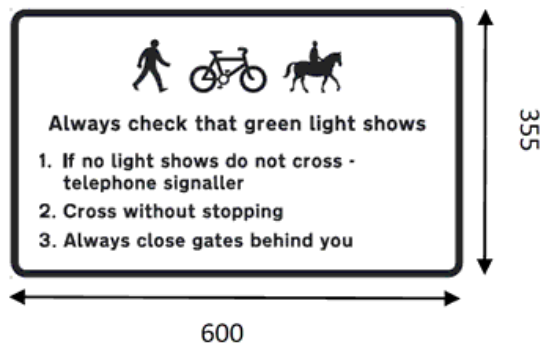 Always check that green light shows
1. If no light shows do not cross -
telephone signaller
2. Cross without stopping
3. Always close gates behind you
355
600